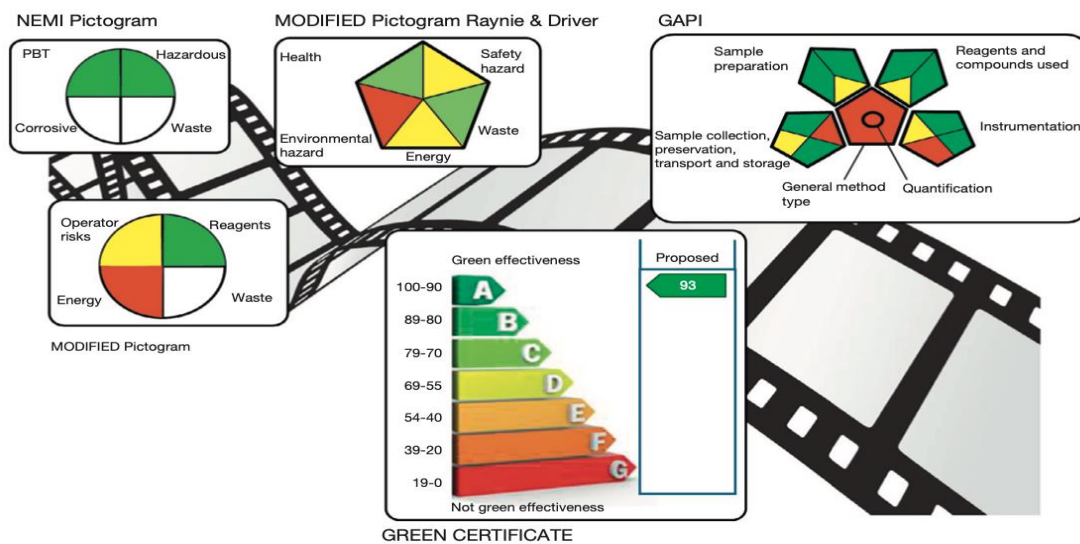 NEMI Pictogram
PBT
Hazardous
Corrosive
Waste
MODIFIED Pictogram Raynie & Driver
Health
Safety
hazard
Environmental
hazard
Waste
Energy
GAPI
Sample
preparation
Reagents and
compounds used
Sample collection,
preservation,
transport and storage
Instrumentation
General method
type
Quantification
Operator
risks
Reagents
Energy
Waste
MODIFIED Pictogram
Green effectiveness
Proposed
100-90
A
93
89-80
B
79-70
C
69-55
D
54-40
E
39-20
F
19-0
G
Not green effectiveness
GREEN CERTIFICATE